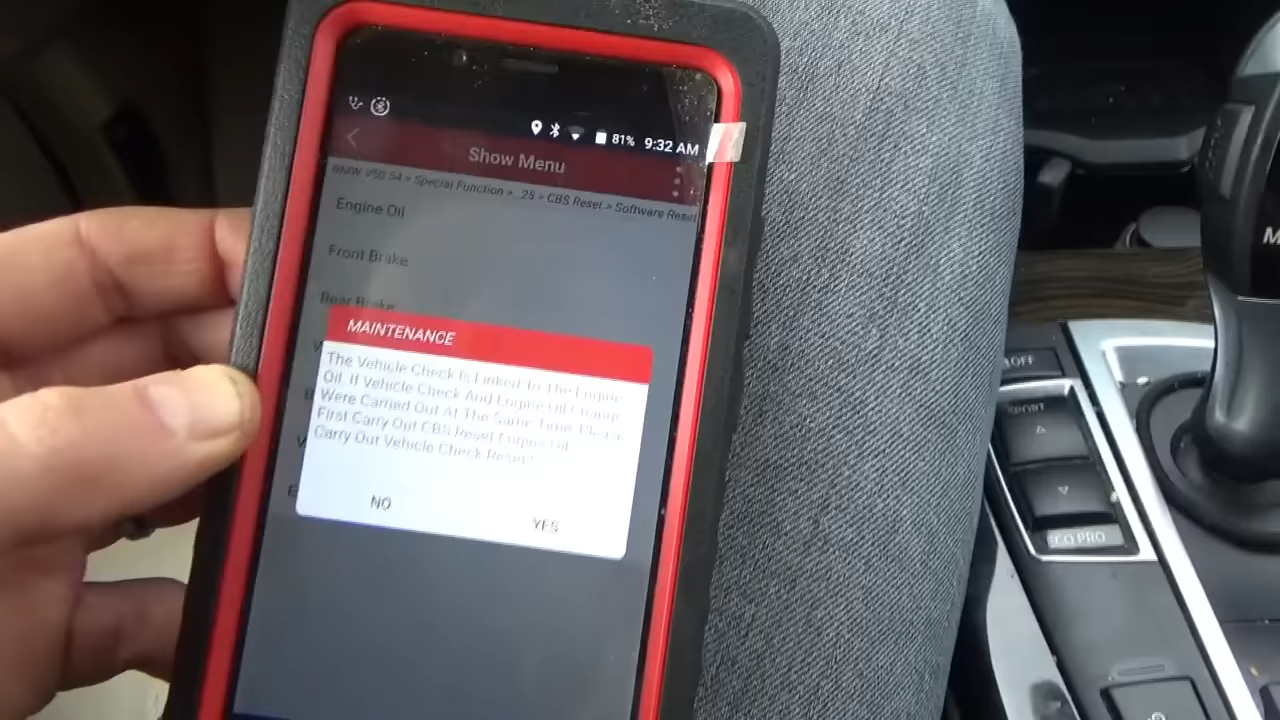 81% 9:32 AM
Show Menu
BMW V50.54 > Special Function > .25 > CBS Reset > Software Reset
Engine Oil
Front Brake
Rear Brake
MAINTENANCE
The Vehicle Check Is Linked To The Engine
Oil. If Vehicle Check And Engine Oil Change
Were Carried Out At The Same Time, Please
First Carry Out CBS Reset Engine Oil.
Carry Out Vehicle Check Reset?
NO
YES
OFF
SPORT
ECO PRO
M